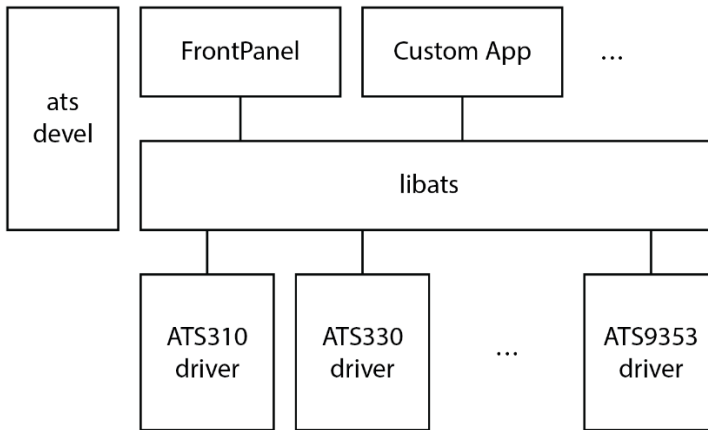 FrontPanel
Custom App
...
ats
devel
libats
ATS310
driver
ATS330
driver
...
ATS9353
driver